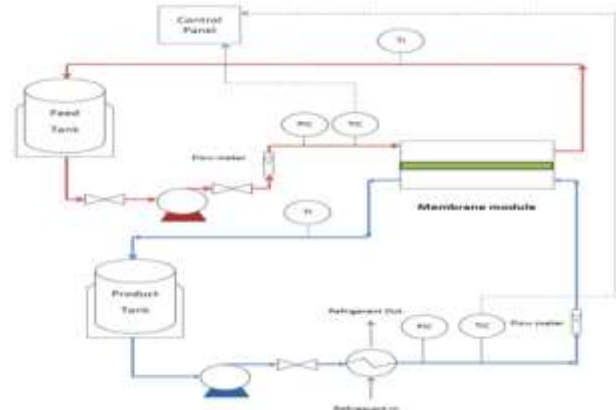 Control
Panel
TI
Feed
Tank
PIC
TIC
Flow meter
Membrane module
TI
Product
Tank
Refrigerant Out
PIC
TIC
Flow meter
Refrigerant In